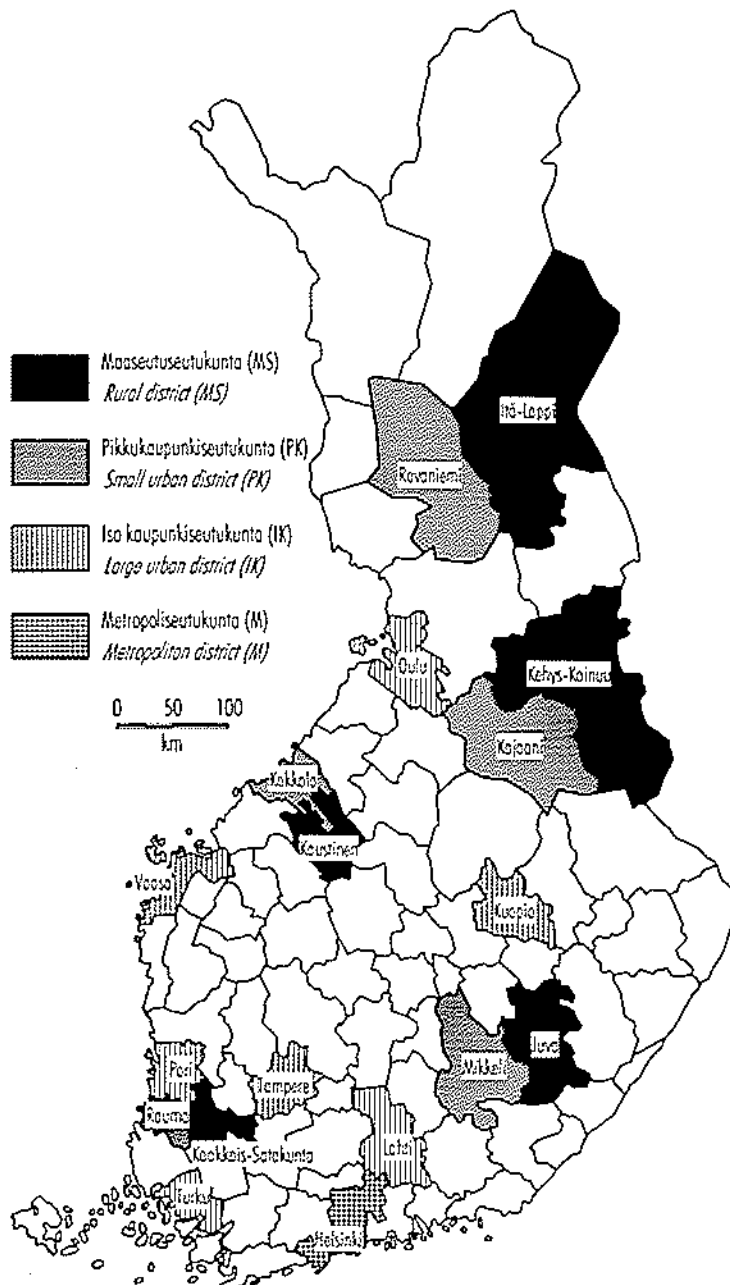 Maaseutuseutukunta (MS)
Rural district (MS)
Pikkukaupunkiseutukunta (PK)
Small urban district (PK)
Iso kaupunkiseutukunta (IK)
Large urban district (IK)
Metropoliseutukunta (M)
Metropolitan district (M)
0 50 100
km
Itä-Lappi
Rovaniemi
Oulu
Kehys-Kainuu
Kajaani
Kokkola
Kaustinen
Vaasa
Kuopio
Juva
Mikkeli
Pori
Tampere
Rauma
Kaakkois-Satakunta
Lahti
Turku
Helsinki